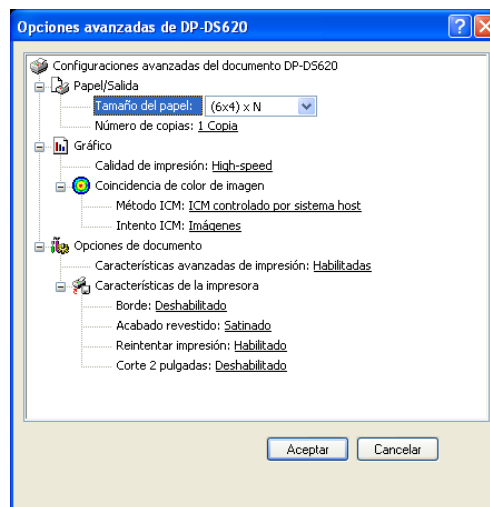 Opciones avanzadas de DP-DS620
Configuraciones avanzadas del documento DP-DS620
Papel/Salida
Tamaño del papel: (6x4) x N
Número de copias: 1 Copia
Gráfico
Calidad de impresión: High-speed
Coincidencia de color de imagen
Método ICM: ICM controlado por sistema host
Intento ICM: Imágenes
Opciones de documento
Características avanzadas de impresión: Habilitadas
Características de la impresora
Borde: Deshabilitado
Acabado revestido: Satinado
Reintentar impresión: Habilitado
Corte 2 pulgadas: Deshabilitado
Aceptar Cancelar